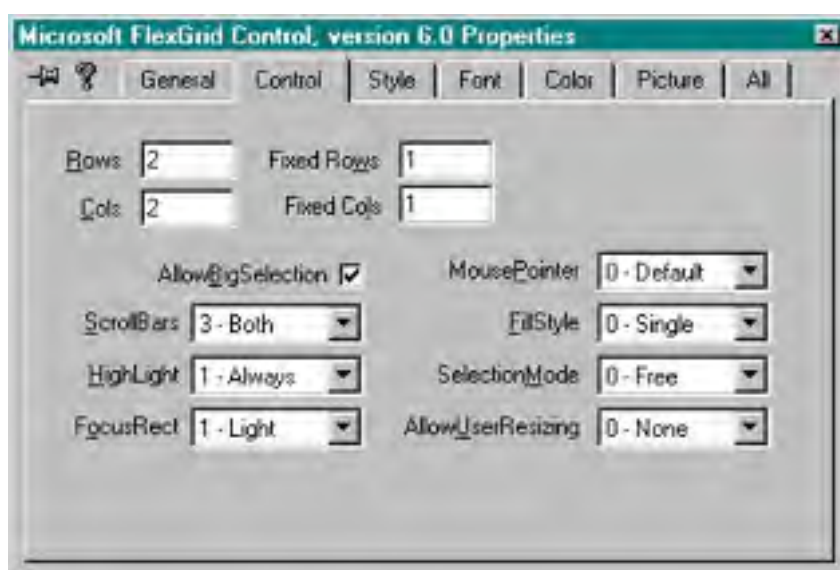 Microsoft FlexGrid Control, version 6.0 Properties
General Control Style Font Color Picture All
Rows 2 Fixed Rows 1
Cols 2 Fixed Cols 1
AllowBigSelection MousePointer 0 - Default
ScrollBars 3 - Both FillStyle 0 - Single
HighLight 1 - Always SelectionMode 0 - Free
FocusRect 1 - Light AllowUserResizing 0 - None